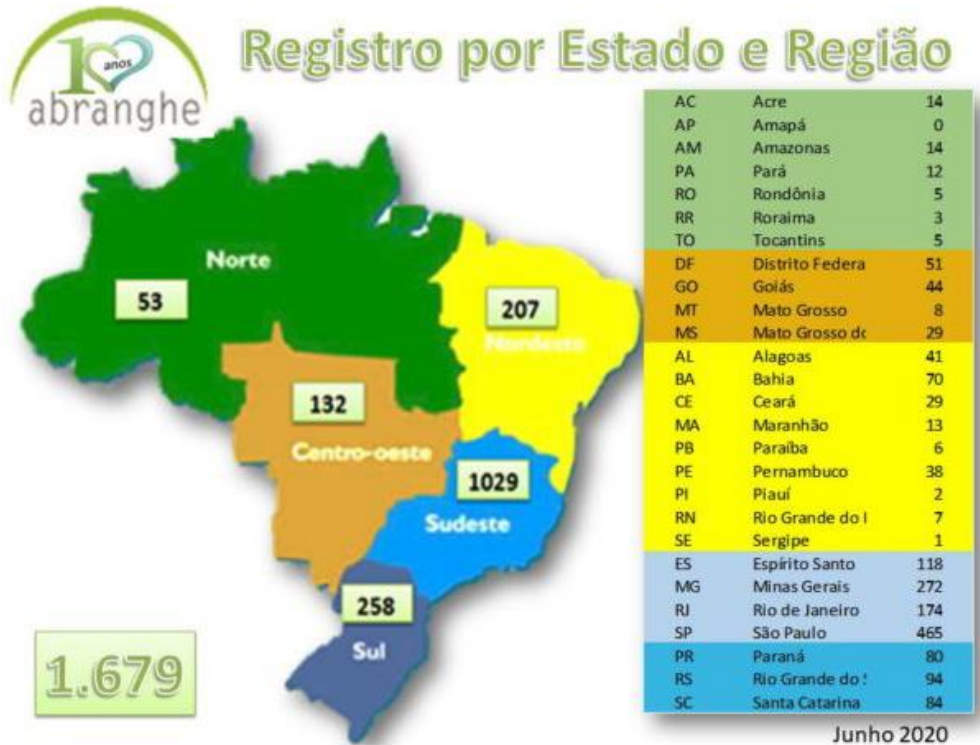 10 anos
abranghe
Registro por Estado e Região
Norte
53
207
Nordeste
132
Centro-oeste
1029
Sudeste
258
Sul
1.679
AC Acre 14
AP Amapá 0
AM Amazonas 14
PA Pará 12
RO Rondônia 5
RR Roraima 3
TO Tocantins 5
DF Distrito Federa 51
GO Goiás 44
MT Mato Grosso 8
MS Mato Grosso dc 29
AL Alagoas 41
BA Bahia 70
CE Ceará 29
MA Maranhão 13
PB Paraíba 6
PE Pernambuco 38
PI Piauí 2
RN Rio Grande do I 7
SE Sergipe 1
ES Espírito Santo 118
MG Minas Gerais 272
RJ Rio de Janeiro 174
SP São Paulo 465
PR Paraná 80
RS Rio Grande do : 94
SC Santa Catarina 84
Junho 2020